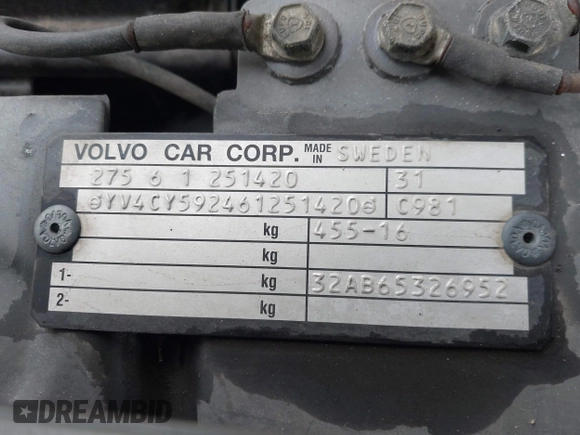 VOLVO CAR CORP. MADE IN SWEDEN
275 6 1 251420 31
YV4CY592461251420 C981
kg 455-16
kg
1- kg 32AB65326952
2- kg
DREAMBID